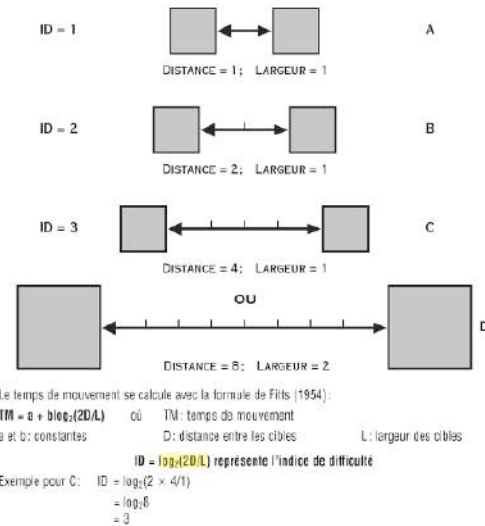 ID = 1 A
DISTANCE = 1; LARGEUR = 1
ID = 2 B
DISTANCE = 2; LARGEUR = 1
ID = 3 C
DISTANCE = 4; LARGEUR = 1
OU
D
DISTANCE = 8; LARGEUR = 2
Le temps de mouvement se calcule avec la formule de Fitts (1954):
TM = a + blog₂(2D/L) où TM: temps de mouvement
a et b: constantes D: distance entre les cibles L: largeur des cibles
ID = log₂(2D/L) représente l'indice de difficulté
Exemple pour C: ID = log₂(2 × 4/1)
= log₂8
= 3